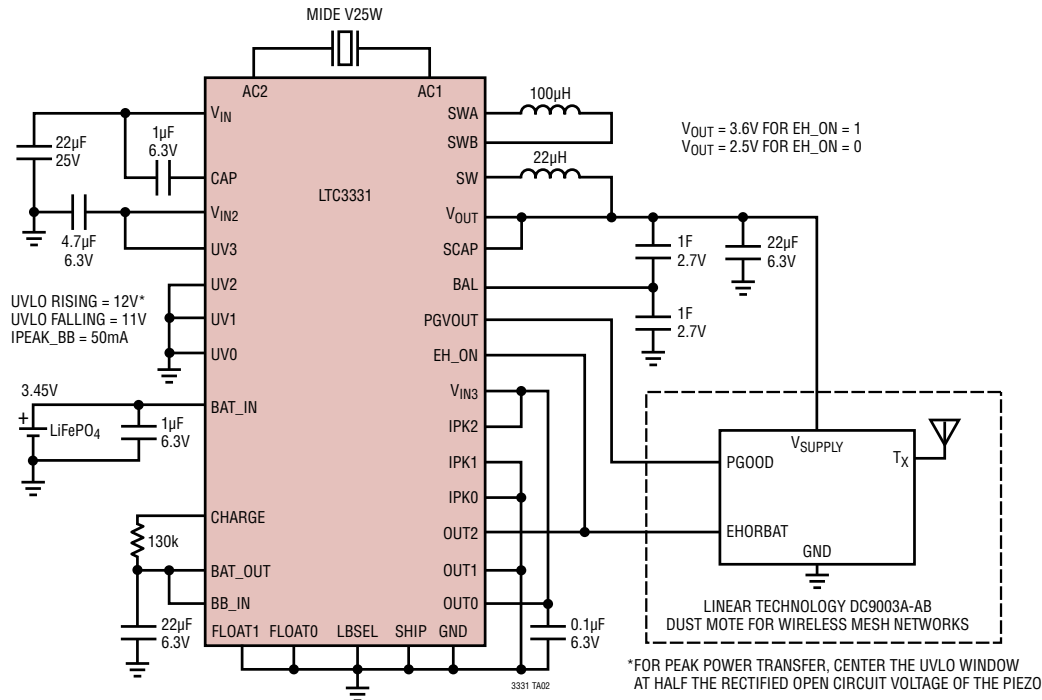 MIDE V25W
AC2
AC1
VIN
CAP
VIN2
UV3
UV2
UV1
UV0
BAT_IN
CHARGE
BAT_OUT
BB_IN
LTC3331
SWA
SWB
SW
VOUT
SCAP
BAL
PGVOUT
EH_ON
VIN3
IPK2
IPK1
IPK0
OUT2
OUT1
OUT0
FLOAT1 FLOAT0 LBSEL SHIP GND
22µF
25V
1µF
6.3V
4.7µF
6.3V
UVLO RISING = 12V*
UVLO FALLING = 11V
IPEAK_BB = 50mA
3.45V
+
LiFePO4
1µF
6.3V
130k
22µF
6.3V
100µH
22µH
VOUT = 3.6V FOR EH_ON = 1
VOUT = 2.5V FOR EH_ON = 0
1F
2.7V
22µF
6.3V
1F
2.7V
0.1µF
6.3V
VSUPPLY
TX
PGOOD
EHORBAT
GND
LINEAR TECHNOLOGY DC9003A-AB
DUST MOTE FOR WIRELESS MESH NETWORKS
3331 TA02
*FOR PEAK POWER TRANSFER, CENTER THE UVLO WINDOW
AT HALF THE RECTIFIED OPEN CIRCUIT VOLTAGE OF THE PIEZO